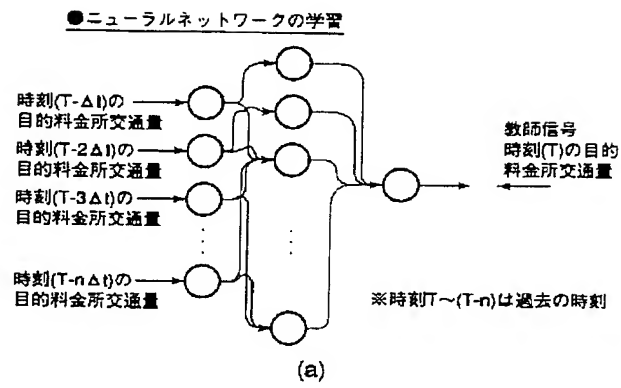 ●ニューラルネットワークの学習
時刻(T-Δt)の
目的料金所交通量
時刻(T-2Δt)の
目的料金所交通量
時刻(T-3Δt)の
目的料金所交通量
時刻(T-nΔt)の
目的料金所交通量
教師信号
時刻(T)の目的
料金所交通量
※時刻T～(T-n)は過去の時刻
(a)